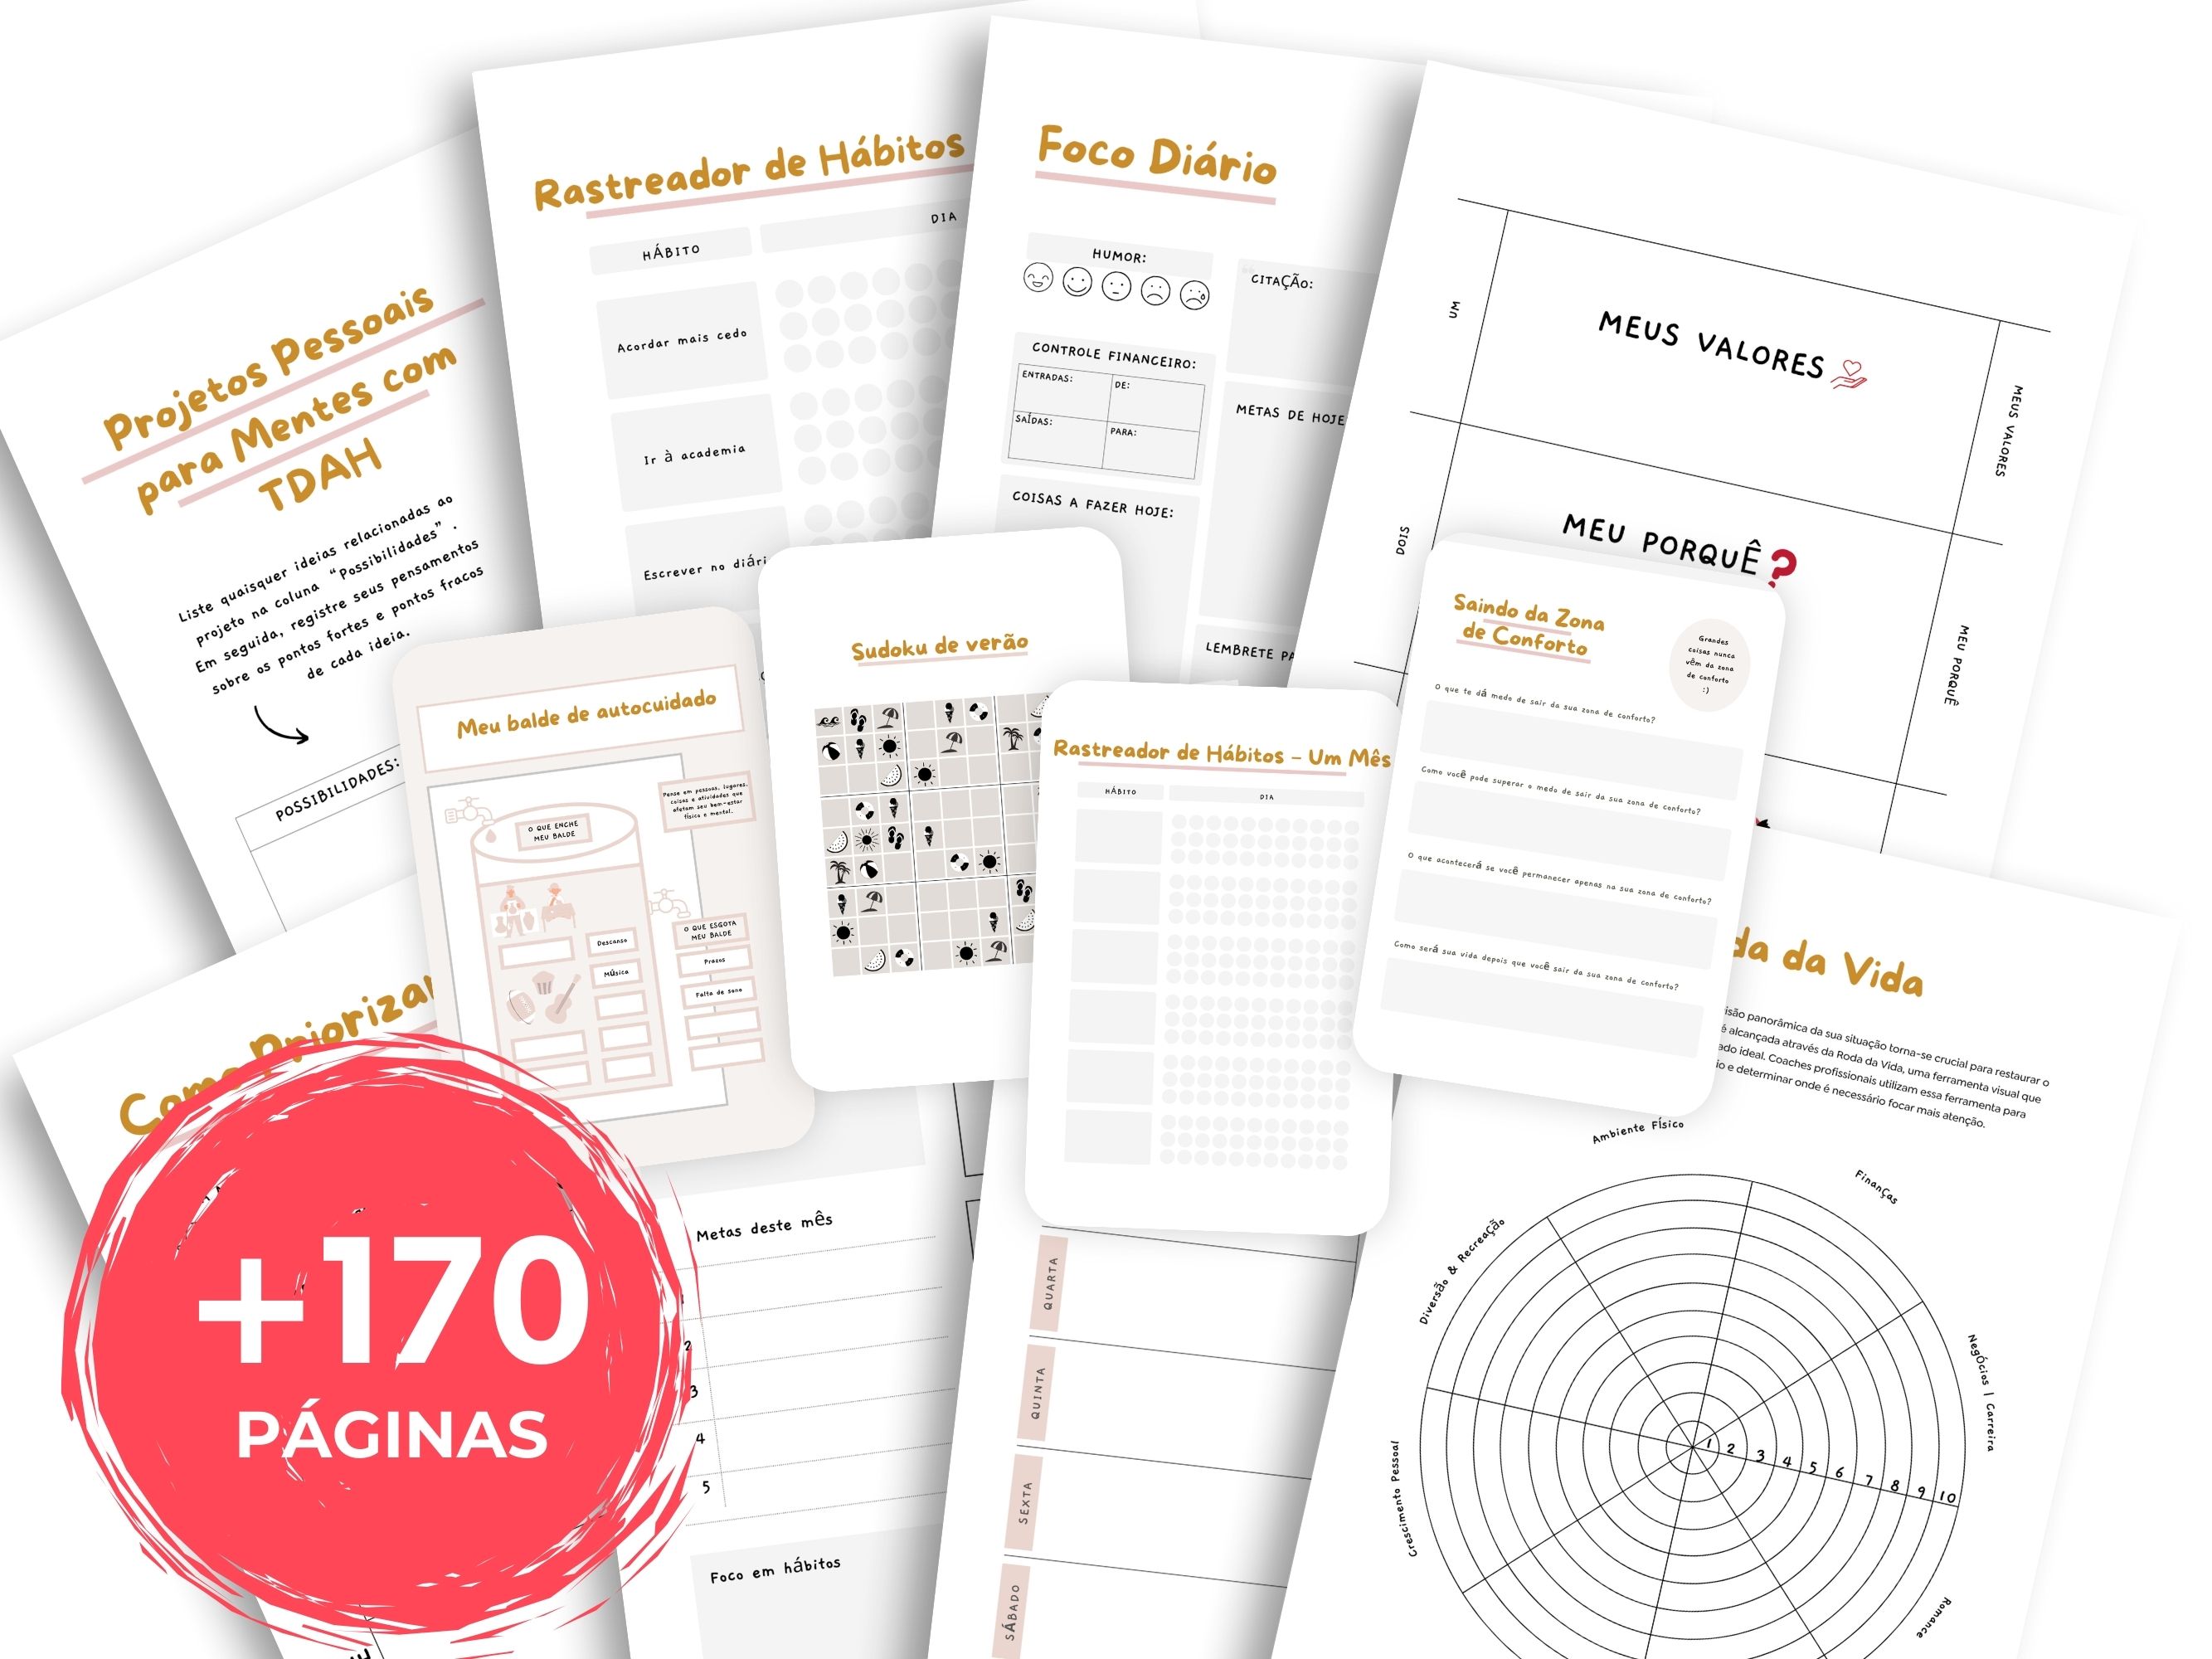 Projetos Pessoais
para Mentes com
TDAH
Liste quaisquer ideias relacionadas ao
projeto na coluna “Possibilidades” .
Em seguida, registre seus pensamentos
sobre os pontos fortes e pontos fracos
de cada ideia.
POSSIBILIDADES:
Rastreador de Hábitos
HÁBITO
DIA
Acordar mais cedo
Ir à academia
Escrever no diári
Foco Diário
HUMOR:
CITAÇÃO:
CONTROLE FINANCEIRO:
ENTRADAS:
DE:
SAÍDAS:
PARA:
METAS DE HOJE
COISAS A FAZER HOJE:
LEMBRETE PA
UM
MEUS VALORES
MEUS VALORES
DOIS
MEU PORQUÊ?
MEU PORQUÊ
Meu balde de autocuidado
Pense em pessoas, lugares,
coisas e atividades que
afetam seu bem-estar
físico e mental.
O QUE ENCHE
MEU BALDE
Descanso
Música
O QUE ESGOTA
MEU BALDE
Prazos
Falta de sono
Sudoku de verão
Rastreador de Hábitos – Um Mês
HÁBITO
DIA
Saindo da Zona
de Conforto
Grandes
coisas nunca
vêm da zona
de conforto
:)
O que te dá medo de sair da sua zona de conforto?
Como você pode superar o medo de sair da sua zona de conforto?
O que acontecerá se você permanecer apenas na sua zona de conforto?
Como será sua vida depois que você sair da sua zona de conforto?
Como Priorizar
+170
PÁGINAS
Metas deste mês
2
3
4
5
Foco em hábitos
QUARTA
QUINTA
SEXTA
SÁBADO
da da Vida
isão panorâmica da sua situação torna-se crucial para restaurar o
é alcançada através da Roda da Vida, uma ferramenta visual que
ado ideal. Coaches profissionais utilizam essa ferramenta para
io e determinar onde é necessário focar mais atenção.
Ambiente Físico
Finanças
Diversão & Recreação
Negócios | Carreira
Crescimento Pessoal
Romance
1 2 3 4 5 6 7 8 9 10